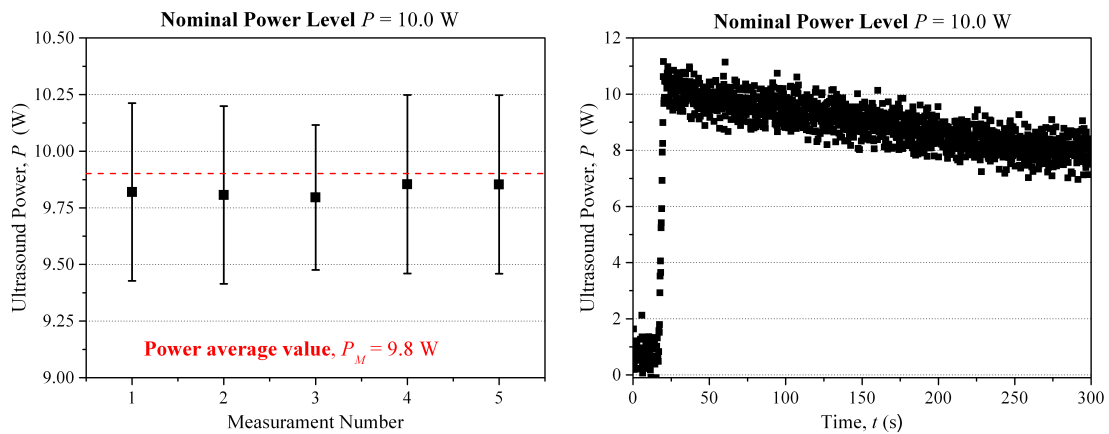 Nominal Power Level P = 10.0 W
Ultrasound Power, P (W)
10.50
10.25
10.00
9.75
9.50
9.25
9.00
Power average value, P_M = 9.8 W
1 2 3 4 5
Measurament Number
Nominal Power Level P = 10.0 W
Ultrasound Power, P (W)
12
10
8
6
4
2
0
0 50 100 150 200 250 300
Time, t (s)